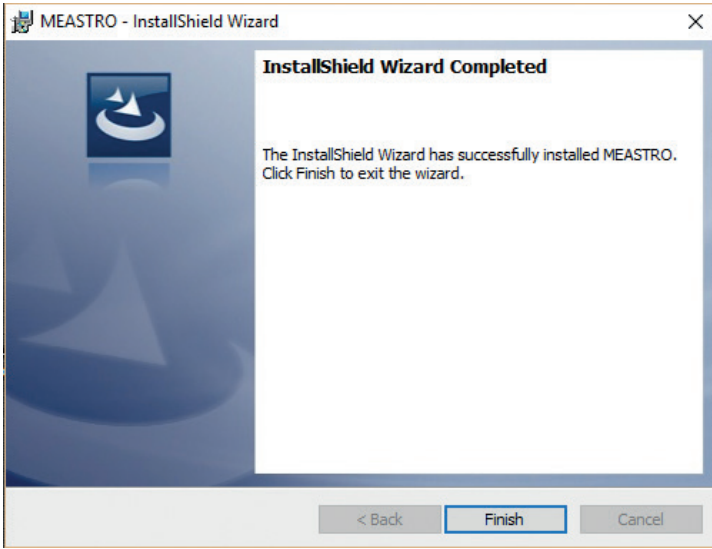 MEASTRO - InstallShield Wizard
InstallShield Wizard Completed
The InstallShield Wizard has successfully installed MEASTRO.
Click Finish to exit the wizard.
< Back Finish Cancel